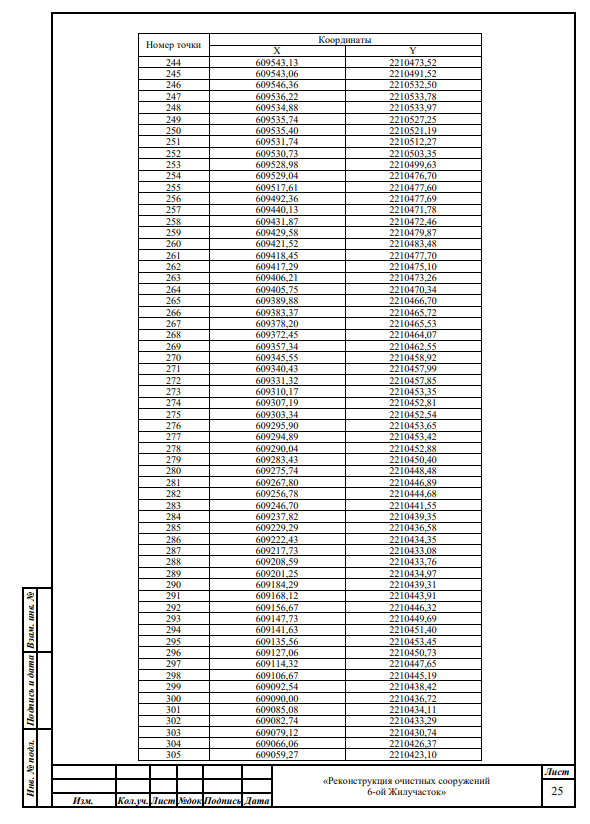 Номер точки Координаты
X Y
244 609543,13 2210473,52
245 609543,06 2210491,52
246 609546,36 2210532,50
247 609536,22 2210533,78
248 609534,88 2210533,97
249 609535,74 2210527,25
250 609535,40 2210521,19
251 609531,74 2210512,27
252 609530,73 2210503,35
253 609528,98 2210499,63
254 609529,04 2210476,70
255 609517,61 2210477,60
256 609492,36 2210477,69
257 609440,13 2210471,78
258 609431,87 2210472,46
259 609429,58 2210479,87
260 609421,52 2210483,48
261 609418,45 2210477,70
262 609417,29 2210475,10
263 609406,21 2210473,26
264 609405,75 2210470,34
265 609389,88 2210466,70
266 609383,37 2210465,72
267 609378,20 2210465,53
268 609372,45 2210464,07
269 609357,34 2210462,55
270 609345,55 2210458,92
271 609340,43 2210457,99
272 609331,32 2210457,85
273 609310,17 2210453,35
274 609307,19 2210452,81
275 609303,34 2210452,54
276 609295,90 2210453,65
277 609294,89 2210453,42
278 609290,04 2210452,88
279 609283,43 2210450,40
280 609275,74 2210448,48
281 609267,80 2210446,89
282 609256,78 2210444,68
283 609246,70 2210441,55
284 609237,82 2210439,35
285 609229,29 2210436,58
286 609222,43 2210434,35
287 609217,73 2210433,08
288 609208,59 2210433,76
289 609201,25 2210434,97
290 609184,29 2210439,31
291 609168,12 2210443,91
292 609156,67 2210446,32
293 609147,73 2210449,69
294 609141,63 2210451,40
295 609135,56 2210453,45
296 609127,06 2210450,73
297 609114,32 2210447,65
298 609106,67 2210445,19
299 609092,54 2210438,42
300 609090,00 2210436,72
301 609085,08 2210434,11
302 609082,74 2210433,29
303 609079,12 2210430,74
304 609066,06 2210426,37
305 609059,27 2210423,10
Взам. инв. №
Подпись и дата
Инв. № подл.
Изм. Кол.уч. Лист №док Подпись Дата
«Реконструкция очистных сооружений
6-ой Жилучасток»
Лист
25